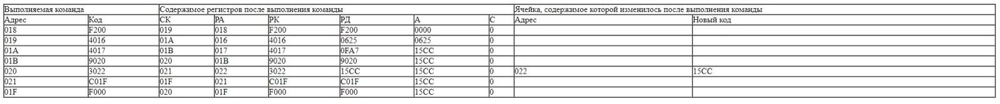 Выполняемая команда Содержимое регистров после выполнения команды Ячейка, содержимое которой изменилось после выполнения команды
Адрес Код СК РА РК РД А С Адрес Новый код
018 F200 019 018 F200 F200 0000 0
019 4016 01A 016 4016 0625 0625 0
01A 4017 01B 017 4017 0FA7 15CC 0
01B 9020 020 01B 9020 9020 15CC 0
020 3022 021 022 3022 15CC 15CC 0 022 15CC
021 C01F 01F 021 C01F C01F 15CC 0
01F F000 020 01F F000 F000 15CC 0